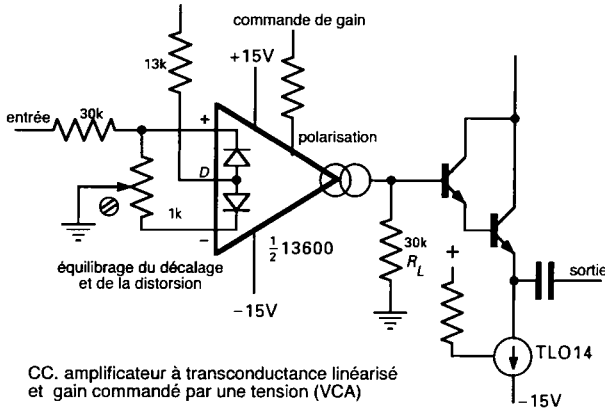 commande de gain
13k
+15V
entrée
30k
+
polarisation
D
1k
−
½ 13600
30k
R_L
+
sortie
équilibrage du décalage
et de la distorsion
−15V
TLO14
−15V
CC. amplificateur à transconductance linéarisé
et gain commandé par une tension (VCA)